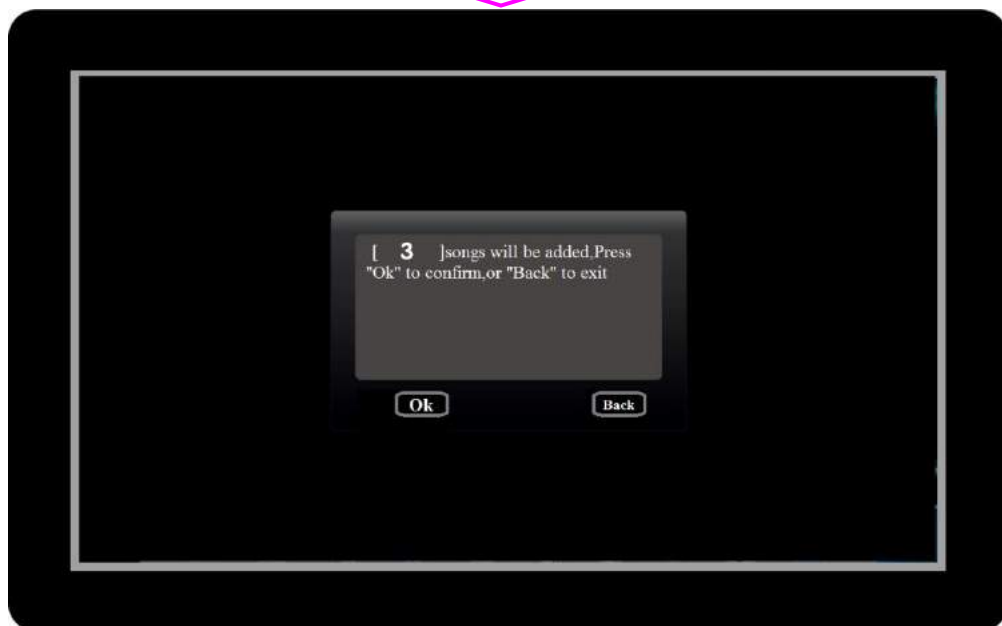 [ 3 ]songs will be added,Press
"Ok" to confirm,or "Back" to exit
Ok
Back